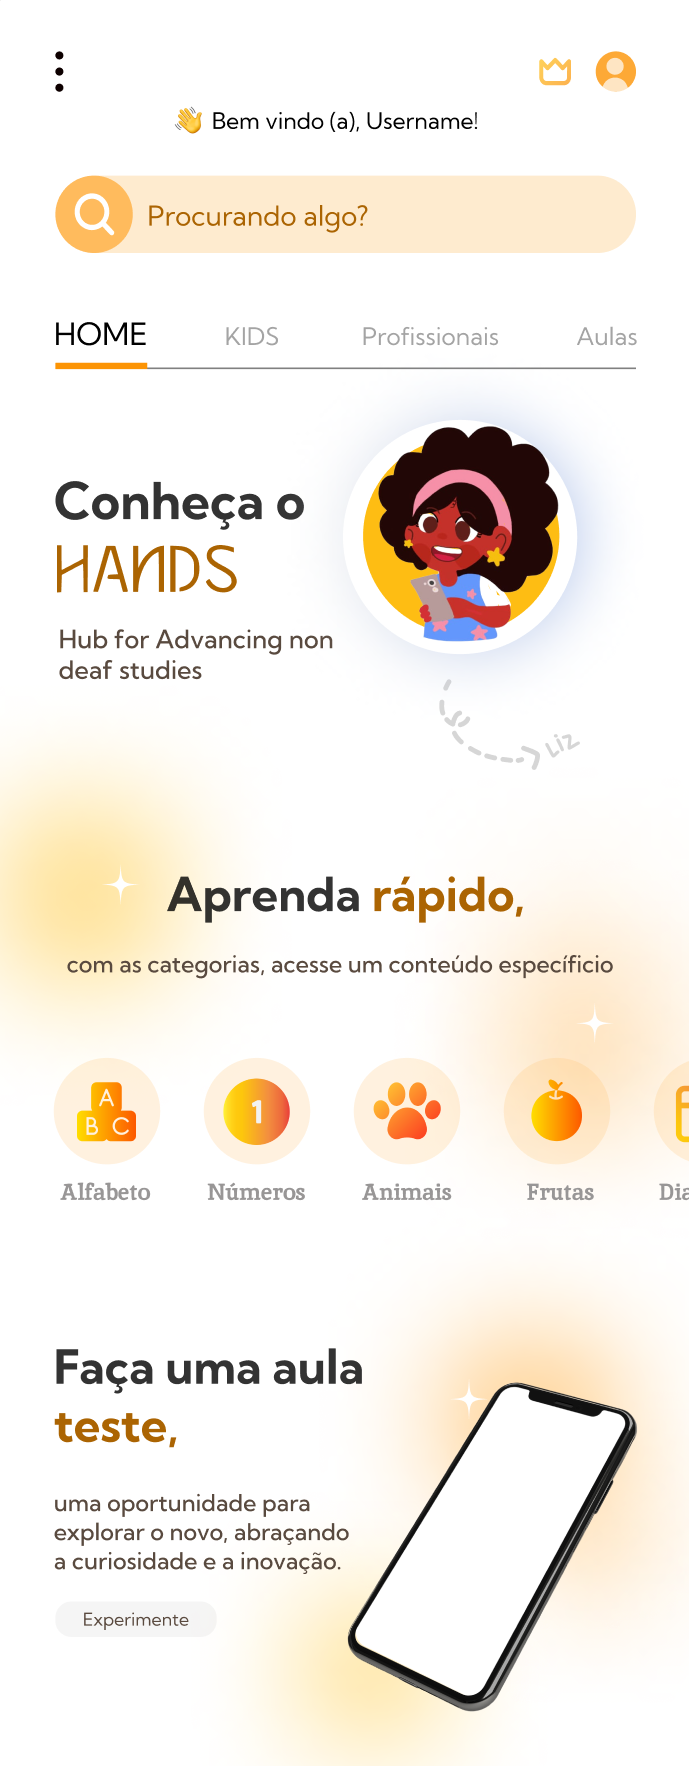 👋 Bem vindo (a), Username!
Procurando algo?
HOME KIDS Profissionais Aulas
Conheça o
HANDS
Hub for Advancing non
deaf studies
Liz
Aprenda rápido,
com as categorias, acesse um conteúdo específicio
A
B C
1
Alfabeto Números Animais Frutas Dia
Faça uma aula
teste,
uma oportunidade para
explorar o novo, abraçando
a curiosidade e a inovação.
Experimente